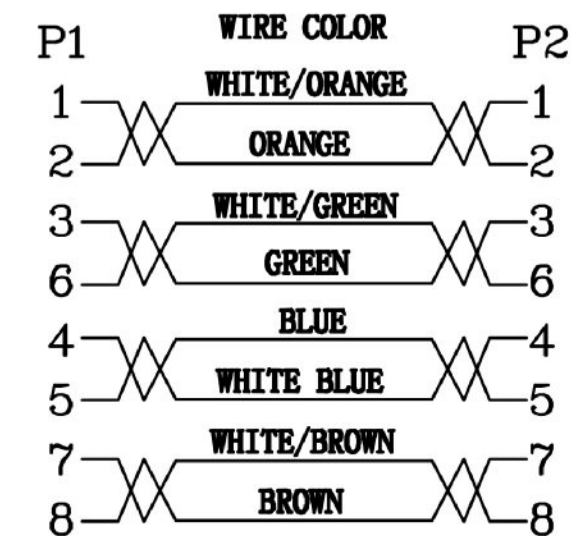 WIRE COLOR
P1 P2
WHITE/ORANGE
1 1
ORANGE
2 2
WHITE/GREEN
3 3
GREEN
6 6
BLUE
4 4
WHITE BLUE
5 5
WHITE/BROWN
7 7
BROWN
8 8